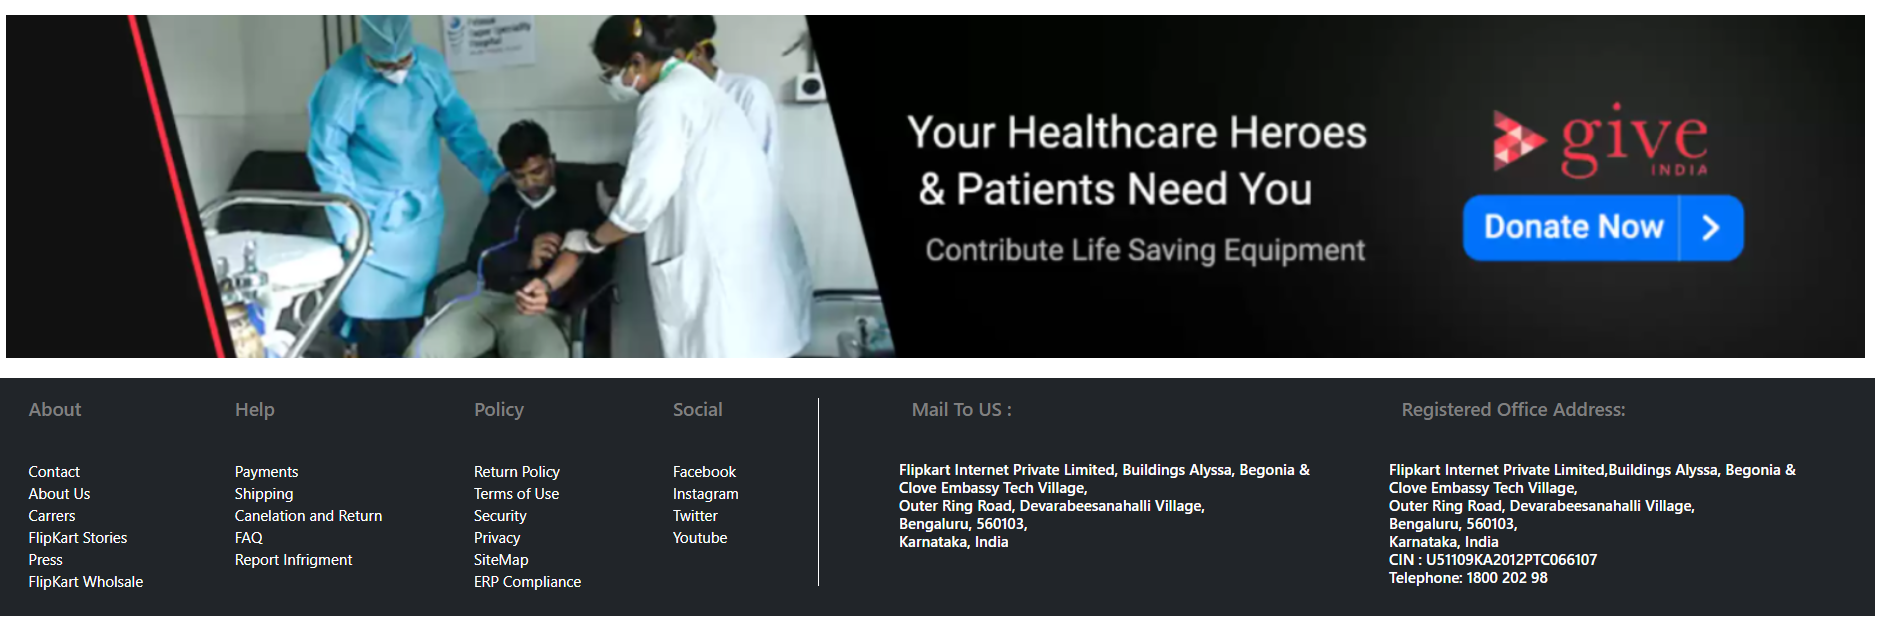 Super Speciality
Hospital
Your Healthcare Heroes
& Patients Need You
Contribute Life Saving Equipment
give
INDIA
Donate Now
About
Contact
About Us
Carrers
FlipKart Stories
Press
FlipKart Wholsale
Help
Payments
Shipping
Canelation and Return
FAQ
Report Infrigment
Policy
Return Policy
Terms of Use
Security
Privacy
SiteMap
ERP Compliance
Social
Facebook
Instagram
Twitter
Youtube
Mail To US :
Flipkart Internet Private Limited, Buildings Alyssa, Begonia &
Clove Embassy Tech Village,
Outer Ring Road, Devarabeesanahalli Village,
Bengaluru, 560103,
Karnataka, India
Registered Office Address:
Flipkart Internet Private Limited,Buildings Alyssa, Begonia &
Clove Embassy Tech Village,
Outer Ring Road, Devarabeesanahalli Village,
Bengaluru, 560103,
Karnataka, India
CIN : U51109KA2012PTC066107
Telephone: 1800 202 98